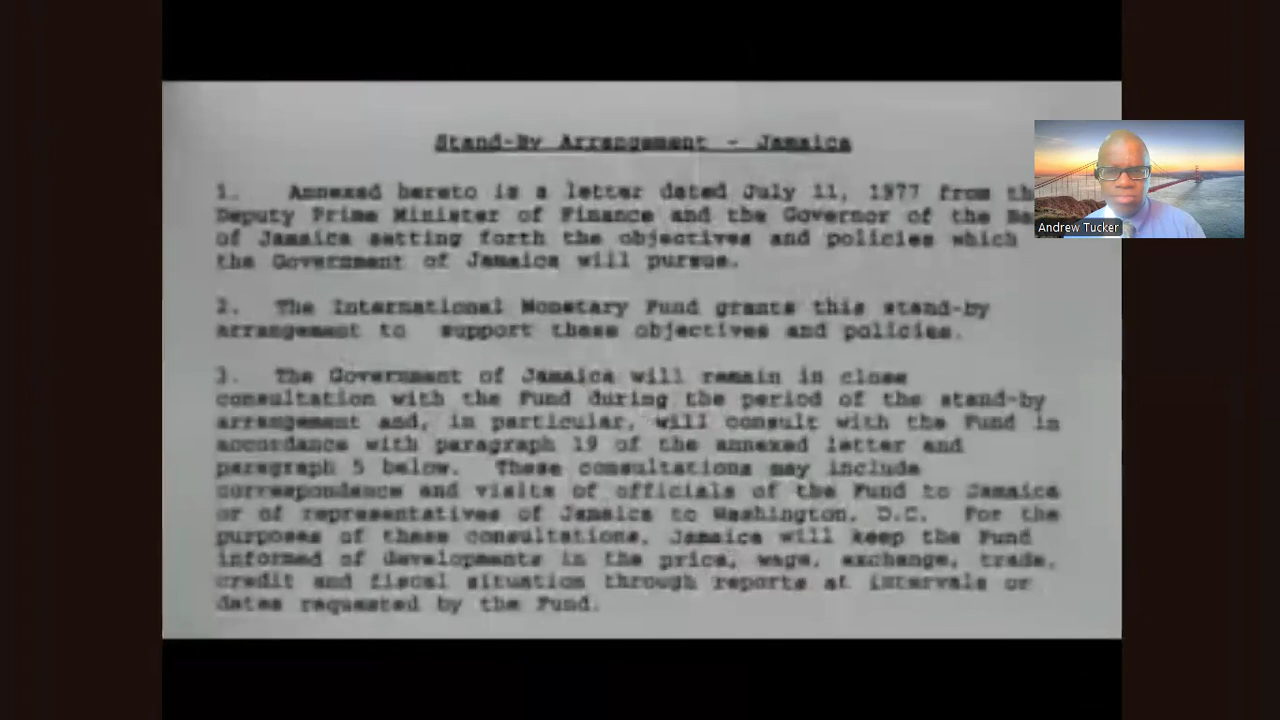 Stand-By Arrangement - Jamaica
1. Annexed hereto is a letter dated July 11, 1977 from
Deputy Prime Minister of Finance and the Governor of the
of Jamaica setting forth the objectives and policies which
the Government of Jamaica will pursue.
2. The International Monetary Fund grants this stand-by
arrangement to support these objectives and policies.
3. The Government of Jamaica will remain in close
consultation with the Fund during the period of the stand-by
arrangement and, in particular, will consult with the Fund in
accordance with paragraph 19 of the annexed letter and
paragraph 5 below. These consultations may include
correspondence and visits of officials of the Fund to Jamaica
or of representatives of Jamaica to Washington, D.C. For the
purposes of these consultations, Jamaica will keep the Fund
informed of developments in the price, wage, exchange, trade,
credit and fiscal situation through reports at intervals or
dates requested by the Fund.
Andrew Tucker